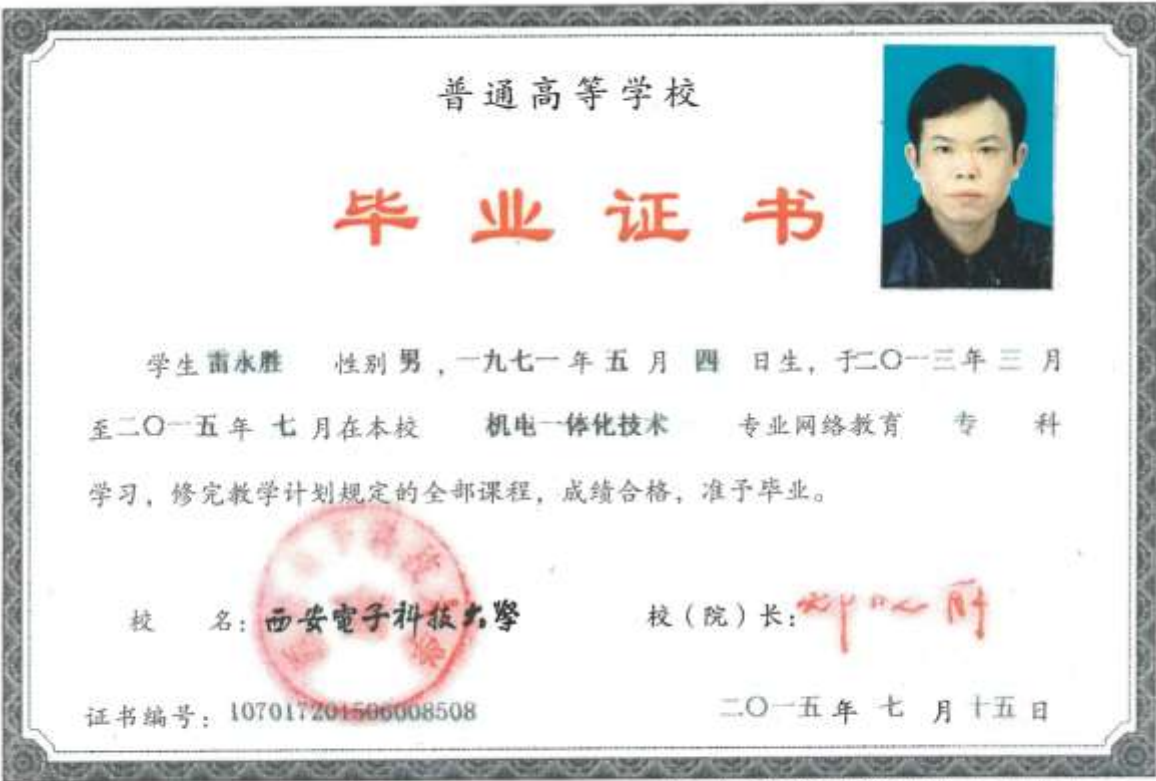 普通高等学校
毕业证书
学生 雷永胜 性别 男 ，一九七一 年 五 月 四 日生，于二〇一三年 三 月
至二〇一五 年 七 月在本校 机电一体化技术 专业网络教育 专 科
学习，修完教学计划规定的全部课程，成绩合格，准予毕业。
校 名：西安電子科技大學 校（院）长：
证书编号：107017201506008508 二〇一五 年 七 月 十五 日